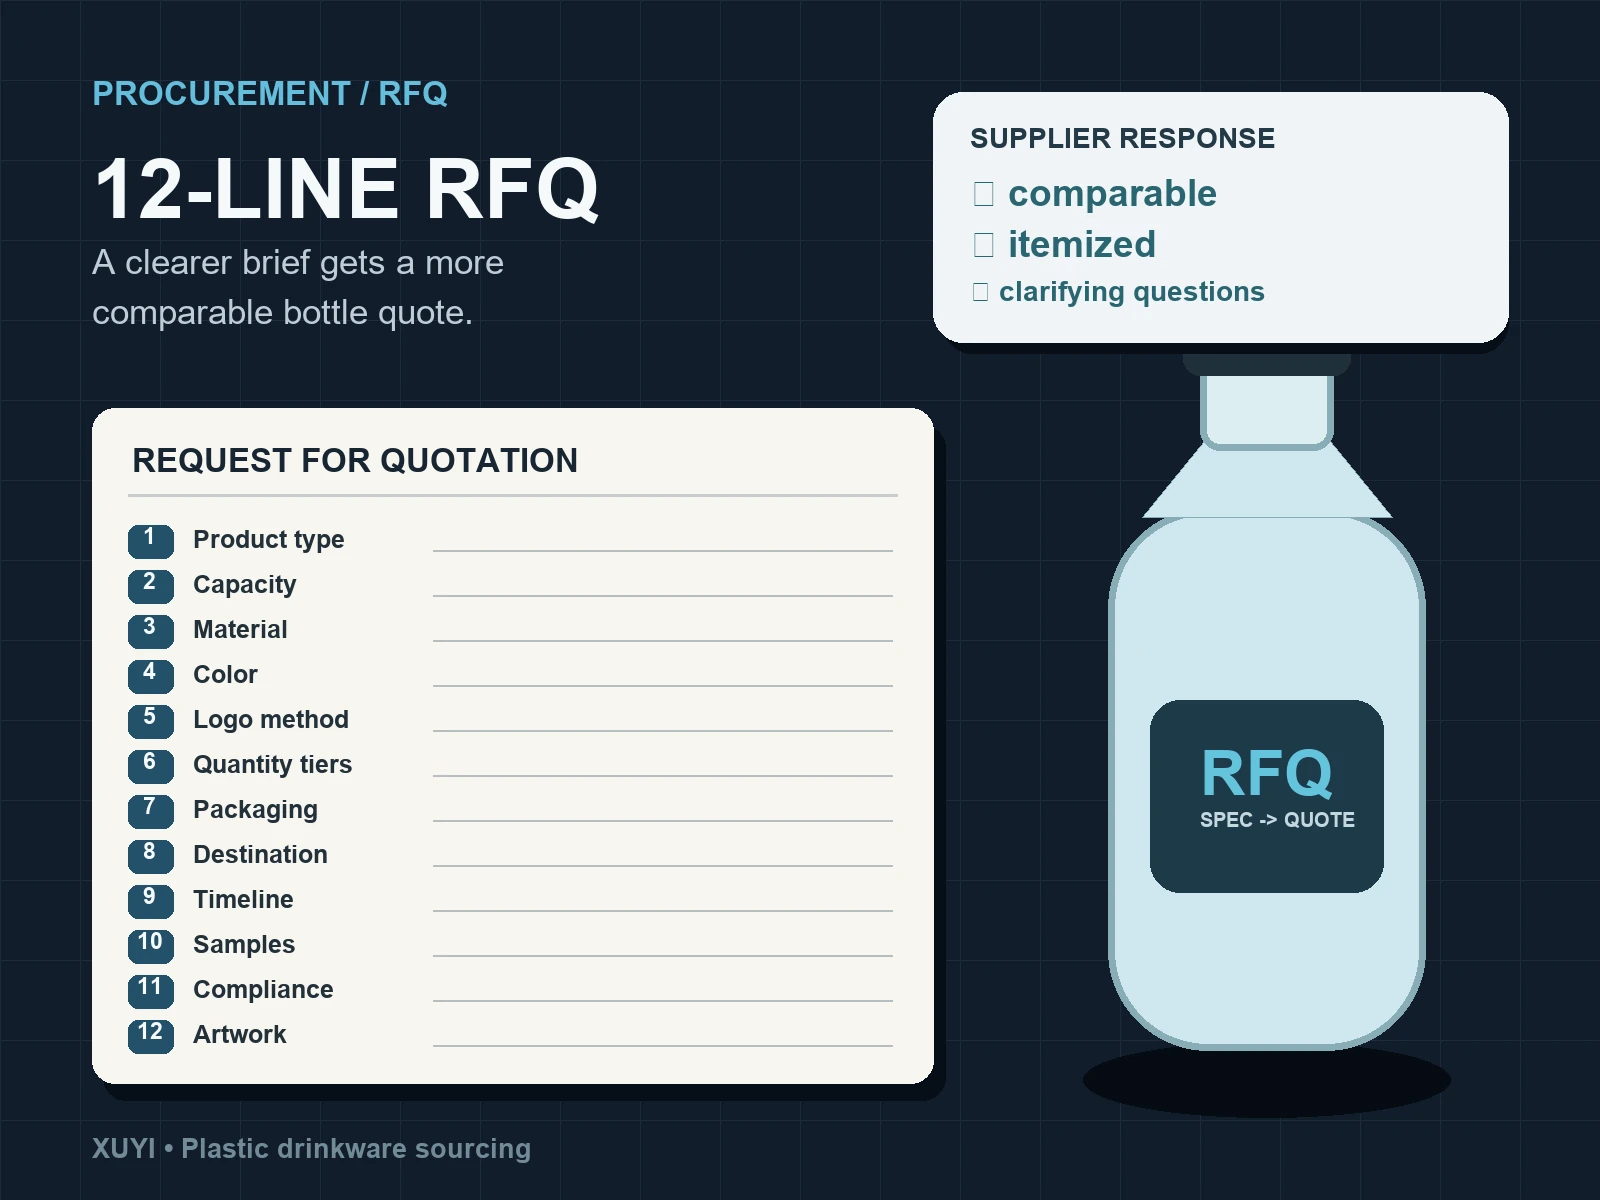 PROCUREMENT / RFQ
12-LINE RFQ
A clearer brief gets a more
comparable bottle quote.
SUPPLIER RESPONSE
□ comparable
□ itemized
□ clarifying questions
REQUEST FOR QUOTATION
1 Product type
2 Capacity
3 Material
4 Color
5 Logo method
6 Quantity tiers
7 Packaging
8 Destination
9 Timeline
10 Samples
11 Compliance
12 Artwork
RFQ
SPEC -> QUOTE
XUYI • Plastic drinkware sourcing